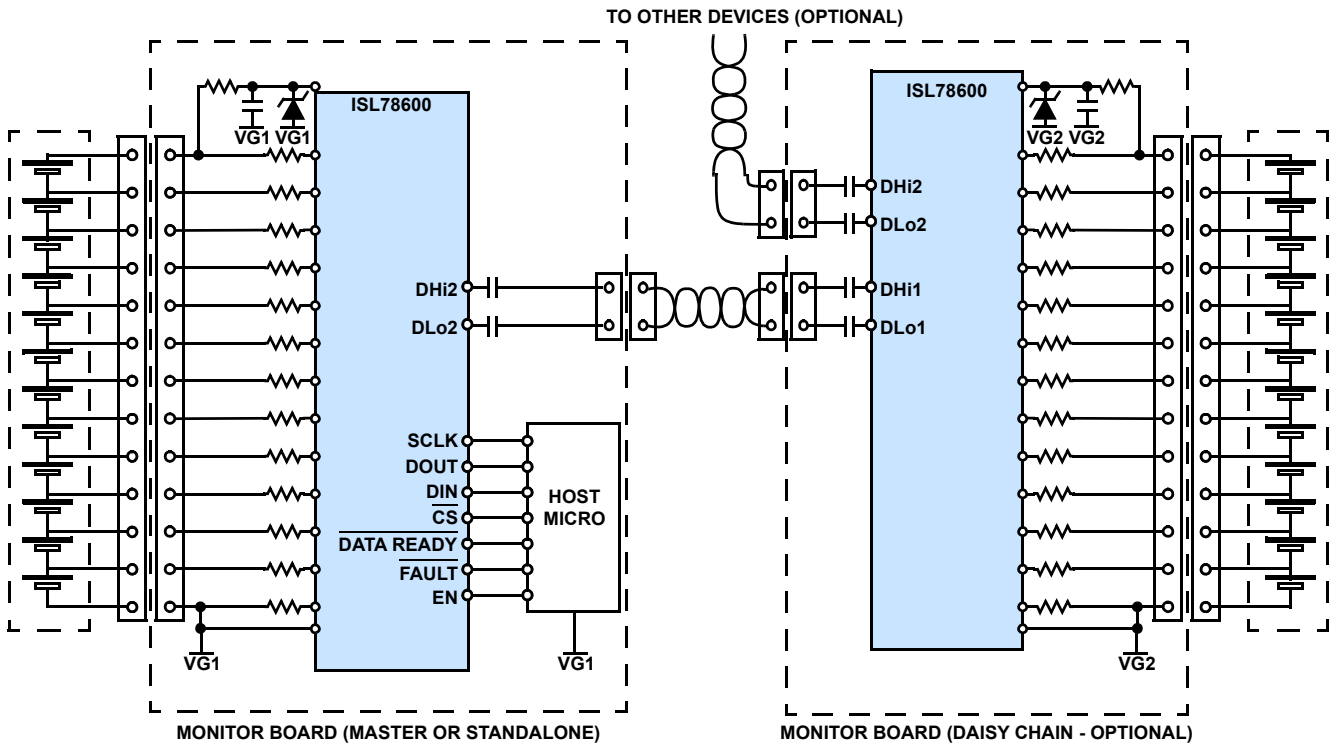 TO OTHER DEVICES (OPTIONAL)
ISL78600
VG1
VG1
DHi2
DLo2
SCLK
DOUT
DIN
CS
DATA READY
FAULT
EN
HOST
MICRO
VG1
VG1
MONITOR BOARD (MASTER OR STANDALONE)
ISL78600
VG2
VG2
DHi2
DLo2
DHi1
DLo1
VG2
MONITOR BOARD (DAISY CHAIN - OPTIONAL)